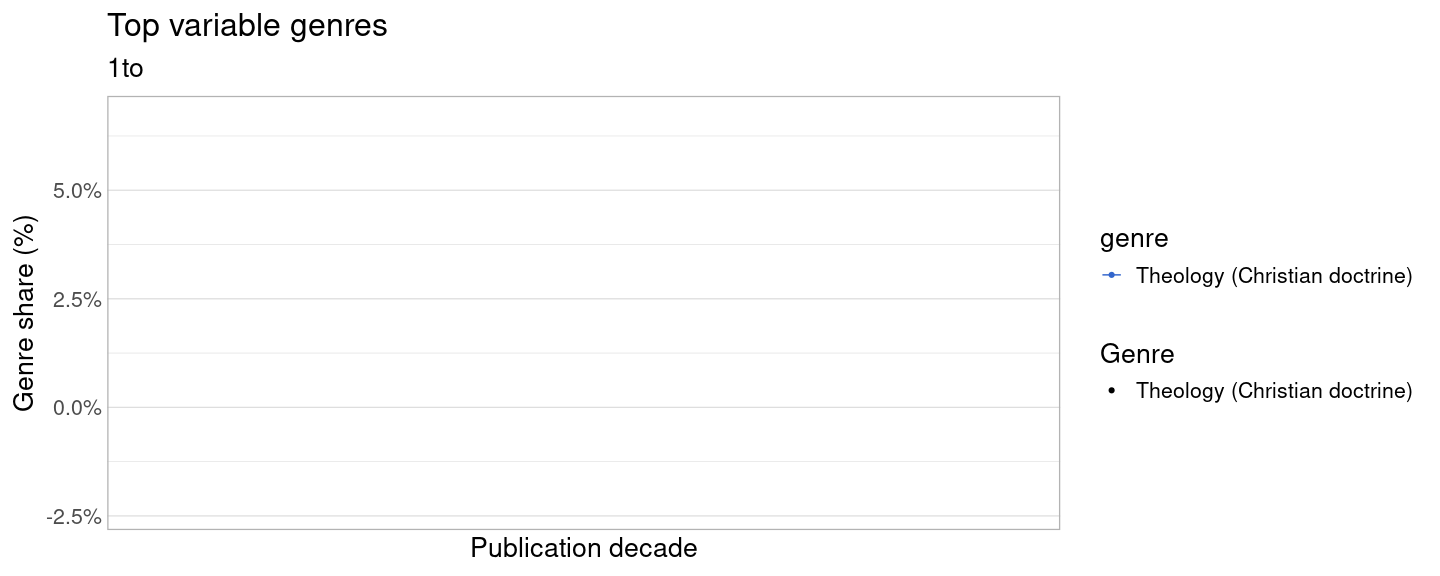 Top variable genres
1to
Genre share (%)
5.0%
2.5%
0.0%
-2.5%
Publication decade
genre
Theology (Christian doctrine)
Genre
Theology (Christian doctrine)